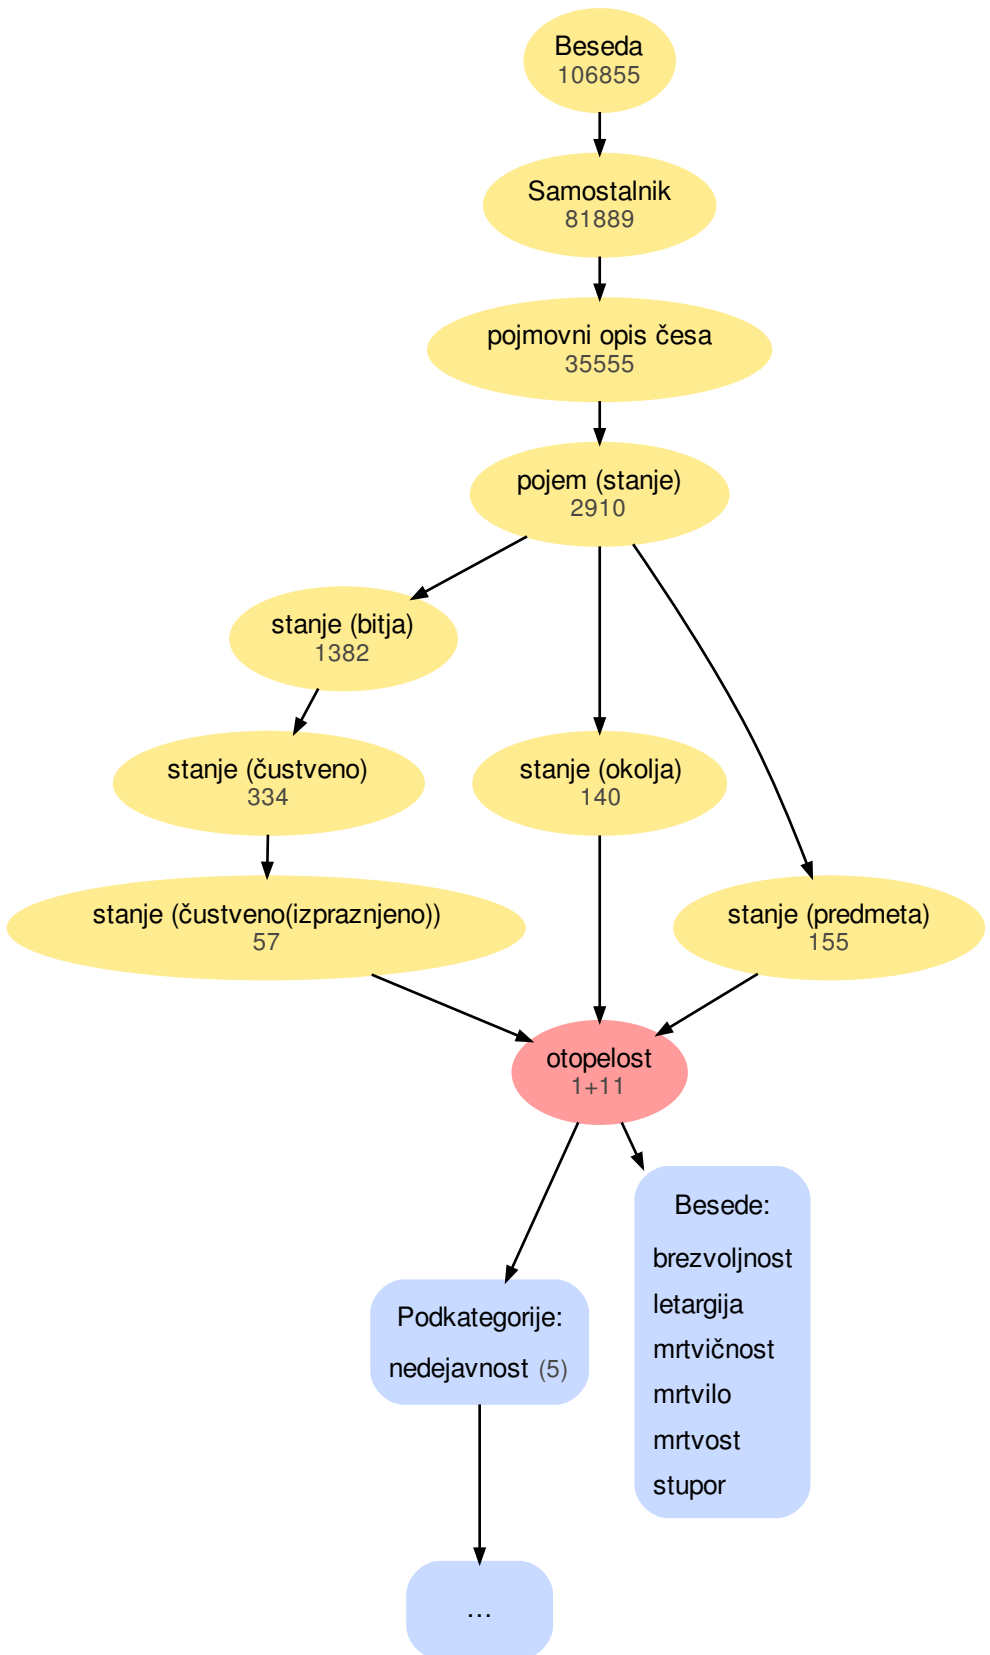 Beseda
106855
Samostalnik
81889
pojmovni opis česa
35555
pojem (stanje)
2910
stanje (bitja)
1382
stanje (čustveno)
334
stanje (okolja)
140
stanje (čustveno(izpraznjeno))
57
stanje (predmeta)
155
otopelost
1+11
Besede:
brezvoljnost
letargija
mrtvičnost
mrtvilo
mrtvost
stupor
Podkategorije:
nedejavnost (5)
...